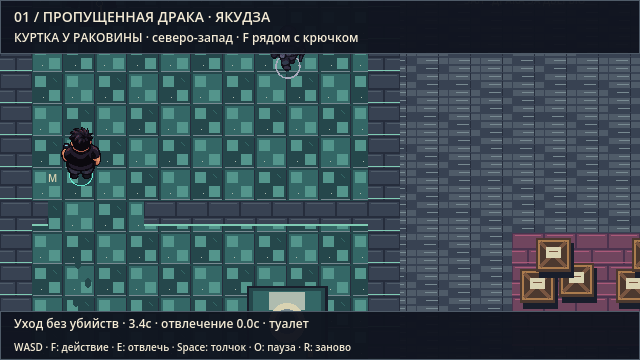 01 / ПРОПУЩЕННАЯ ДРАКА · ЯКУДЗА
КУРТКА У РАКОВИНЫ · северо-запад · F рядом с крючком
М
Уход без убийств · 3.4с · отвлечение 0.0с · туалет
WASD · F: действие · E: отвлечь · Space: толчок · O: пауза · R: заново